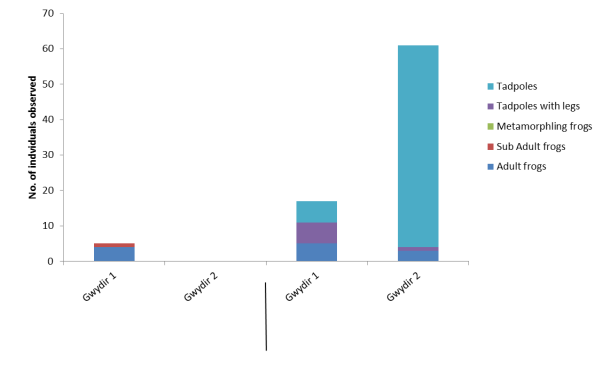 No. of indviduals observed
70
60
50
40
30
20
10
0
Gwydir 1
Gwydir 2
Gwydir 1
Gwydir 2
Tadpoles
Tadpoles with legs
Metamorphling frogs
Sub Adult frogs
Adult frogs